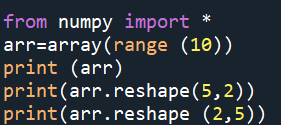 from numpy import *
arr=array(range (10))
print (arr)
print(arr.reshape(5,2))
print(arr.reshape (2,5))